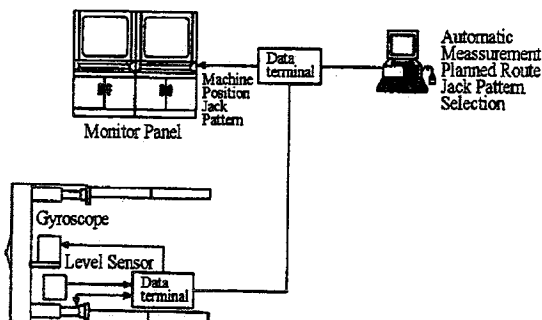 Data
terminal
Automatic
Meassurement
Planned Route
Jack Pattern
Selection
Machine
Position
Jack
Pattern
Monitor Panel
Gyroscope
Level Sensor
Data
terminal